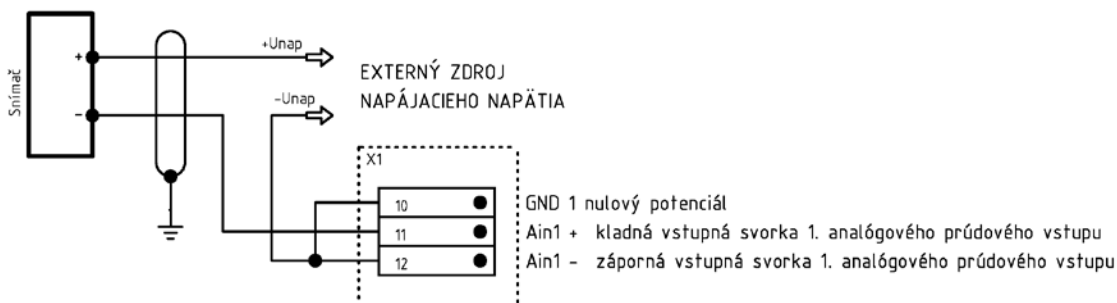 Snímač
+
-
+Unap
-Unap
EXTERNÝ ZDROJ
NAPÁJACIEHO NAPÄTIA
X1
10 GND 1 nulový potenciál
11 Ain1 + kladná vstupná svorka 1. analógového prúdového vstupu
12 Ain1 - záporná vstupná svorka 1. analógového prúdového vstupu